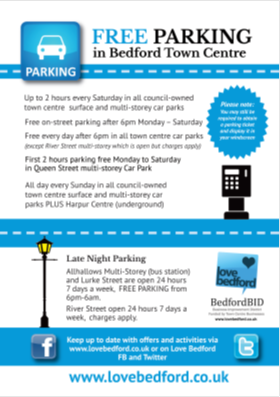 FREE PARKING
in Bedford Town Centre
PARKING
Up to 2 hours every Saturday in all council-owned
town centre surface and multi-storey car parks
Free on-street parking after 6pm Monday – Saturday
Free every day after 6pm in all town centre car parks
(except River Street multi-storey which is open but charges apply)
First 2 hours parking free Monday to Saturday
in Queen Street multi-storey Car Park
All day every Sunday in all council-owned
town centre surface and multi-storey car
parks PLUS Harpur Centre (underground)
Please note:
You may still be
required to obtain
a parking ticket
and display it in
your windscreen
Late Night Parking
Allhallows Multi-Storey (bus station)
and Lurke Street are open 24 hours
7 days a week, FREE PARKING from
6pm-6am.
River Street open 24 hours 7 days a
week, charges apply.
love
bedford
BedfordBID
www.lovebedford.co.uk
Keep up to date with offers and activities via
www.lovebedford.co.uk or on Love Bedford
FB and Twitter
www.lovebedford.co.uk